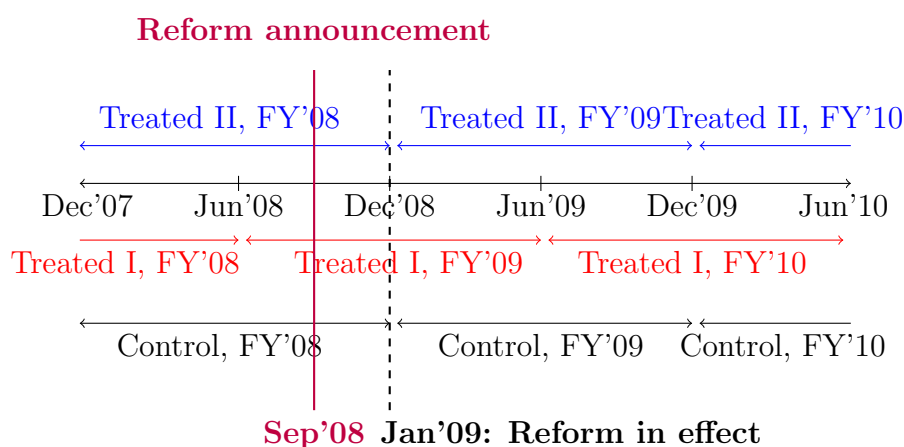 Reform announcement
Treated II, FY'08
Treated II, FY'09
Treated II, FY'10
Dec'07
Jun'08
Dec'08
Jun'09
Dec'09
Jun'10
Treated I, FY'08
Treated I, FY'09
Treated I, FY'10
Control, FY'08
Control, FY'09
Control, FY'10
Sep'08
Jan'09: Reform in effect